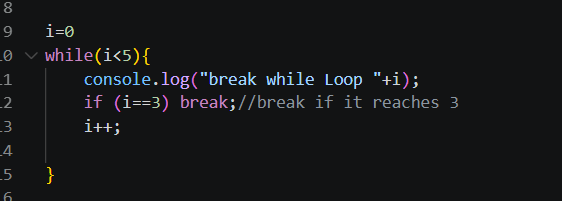 8
9 i=0
10 while(i<5){
11 console.log("break while Loop "+i);
12 if (i==3) break;//break if it reaches 3
13 i++;
14
15 }